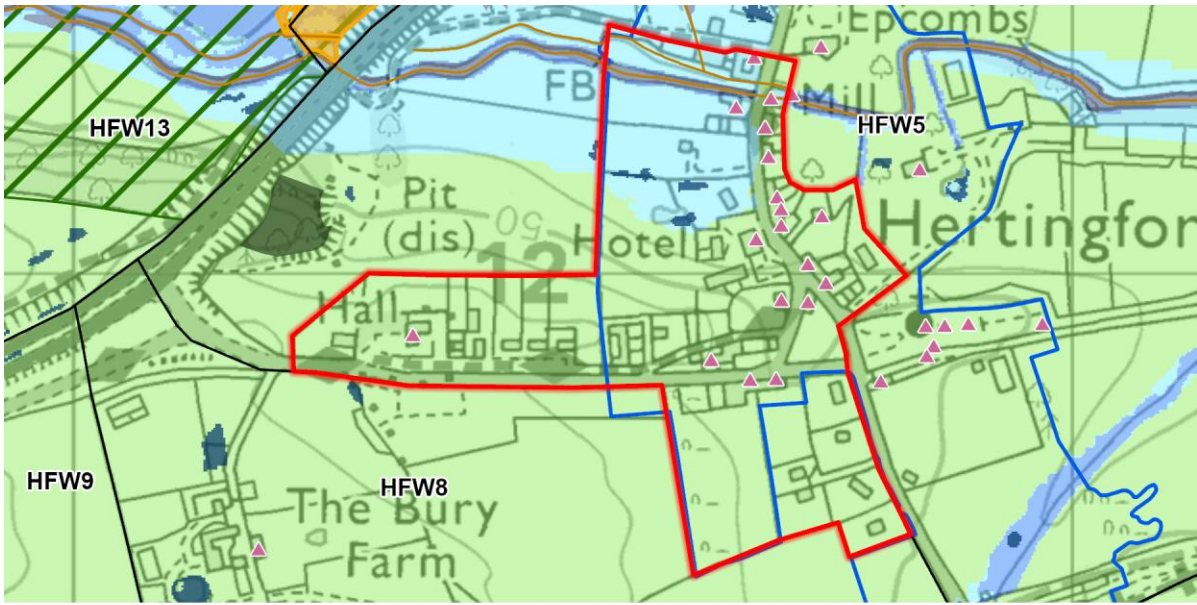 Epcombs
FB
Mill
HFW13
HFW5
Pit
(dis)
50
Hotel
Hertingfor
12
Hall
HFW9
HFW8
The Bury
Farm